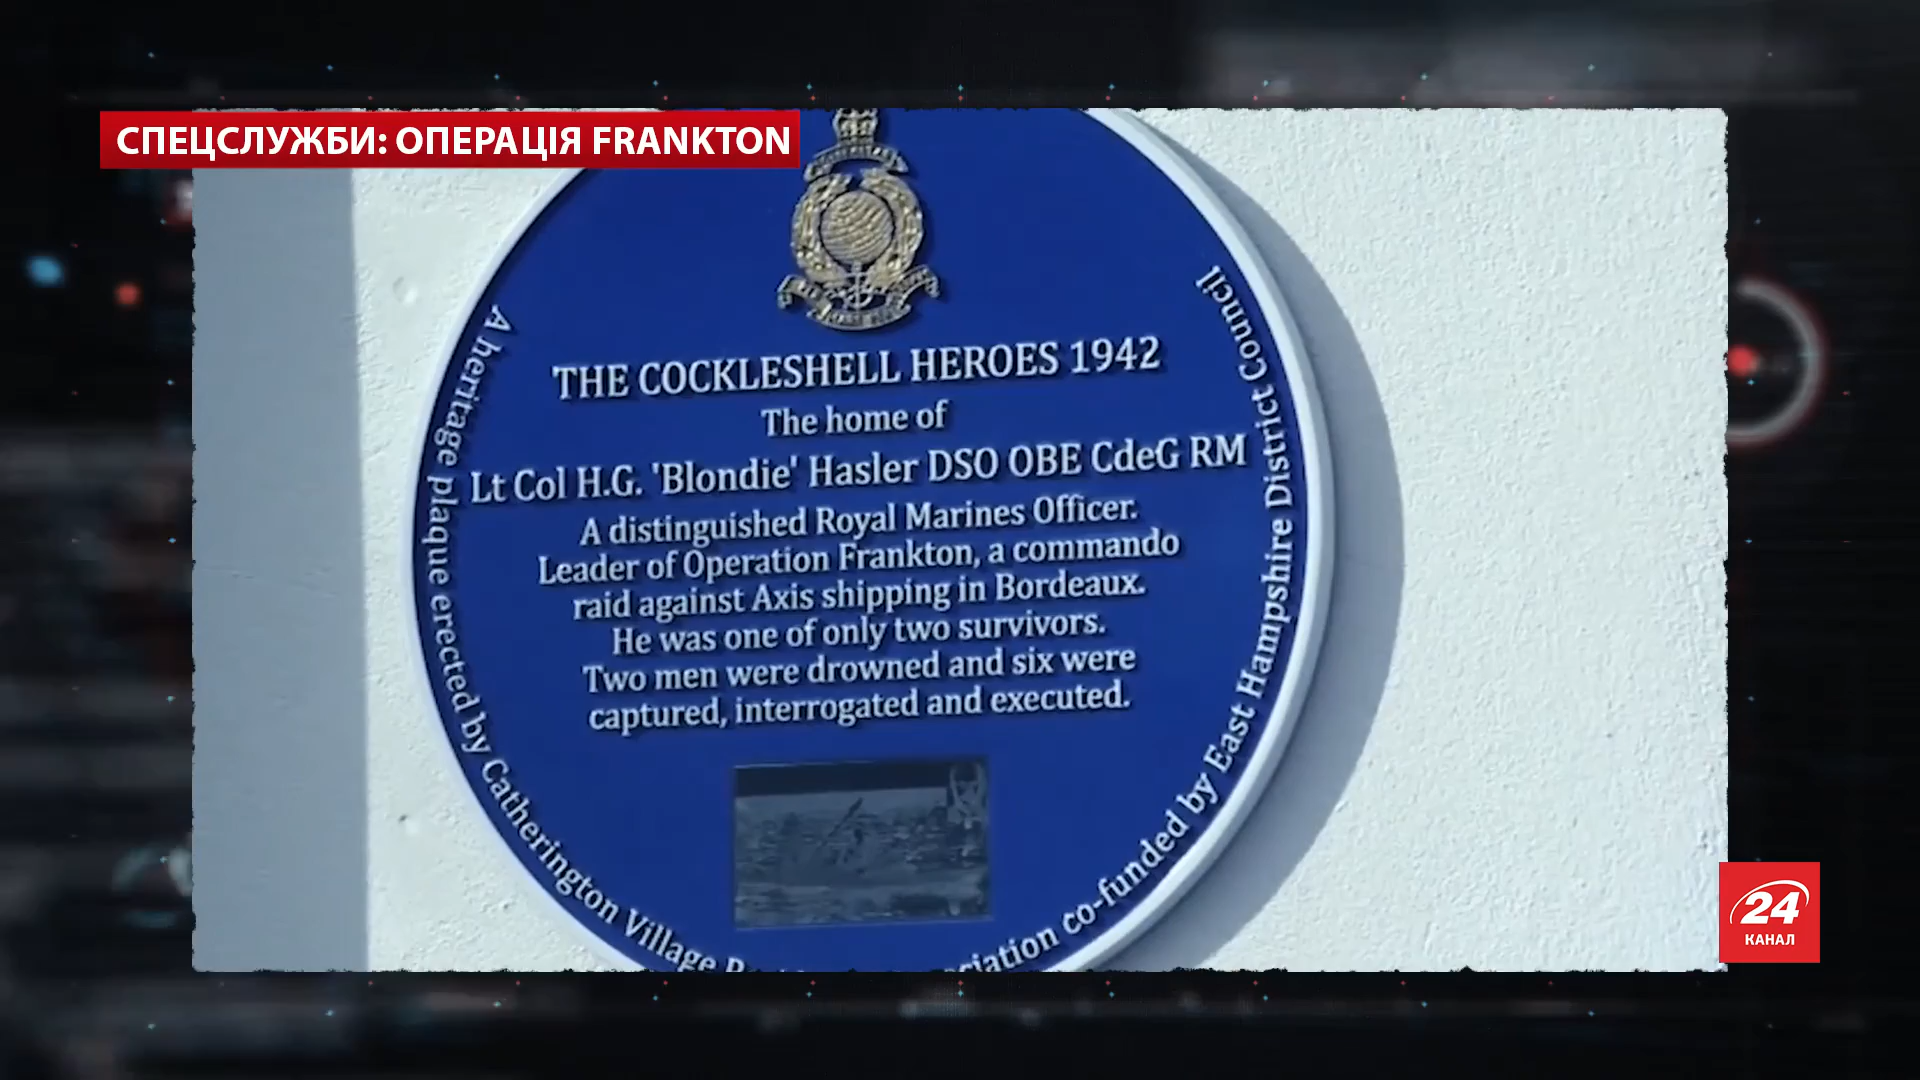 СПЕЦСЛУЖБИ: ОПЕРАЦІЯ FRANKTON
THE COCKLESHELL HEROES 1942
The home of
Lt Col H.G. 'Blondie' Hasler DSO OBE CdeG RM
A distinguished Royal Marines Officer.
Leader of Operation Frankton, a commando
raid against Axis shipping in Bordeaux.
He was one of only two survivors.
Two men were drowned and six were
captured, interrogated and executed.
A heritage plaque erected by Catherington Village
co-funded by East Hampshire District Council
24
КАНАЛ